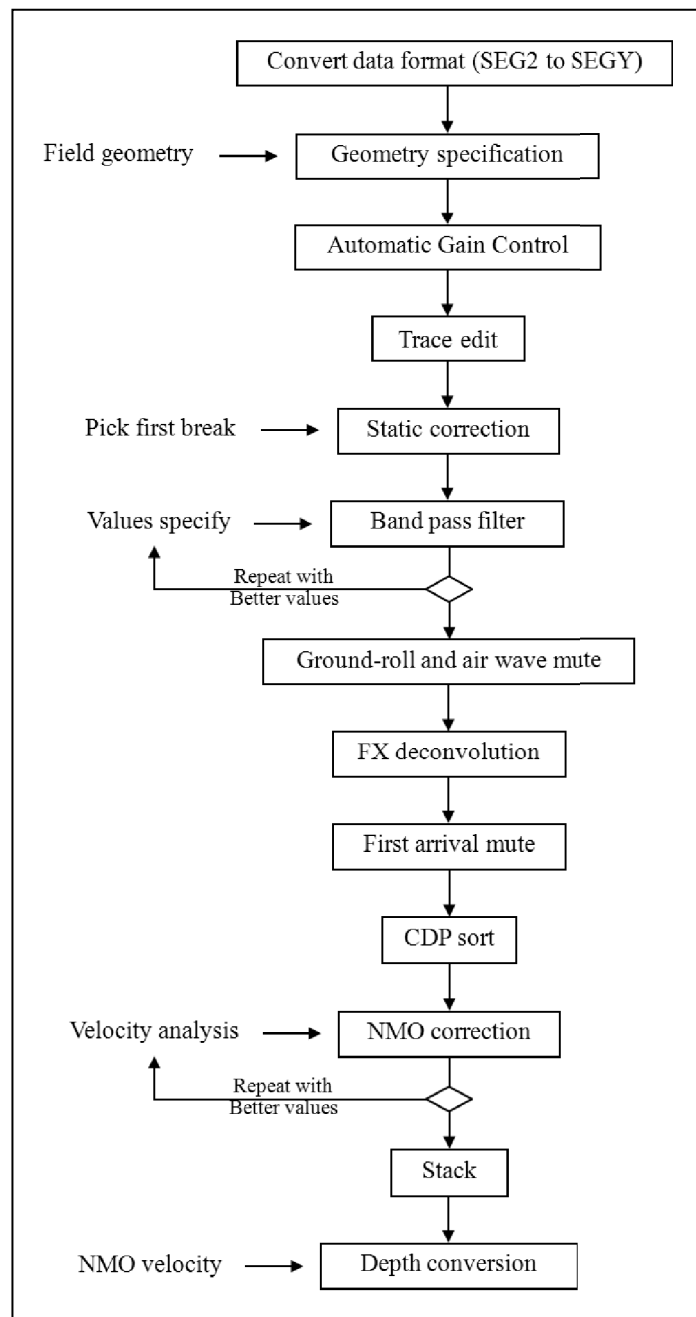 Convert data format (SEG2 to SEGY)
Field geometry
Geometry specification
Automatic Gain Control
Trace edit
Pick first break
Static correction
Values specify
Band pass filter
Repeat with
Better values
Ground-roll and air wave mute
FX deconvolution
First arrival mute
CDP sort
Velocity analysis
NMO correction
Repeat with
Better values
Stack
NMO velocity
Depth conversion